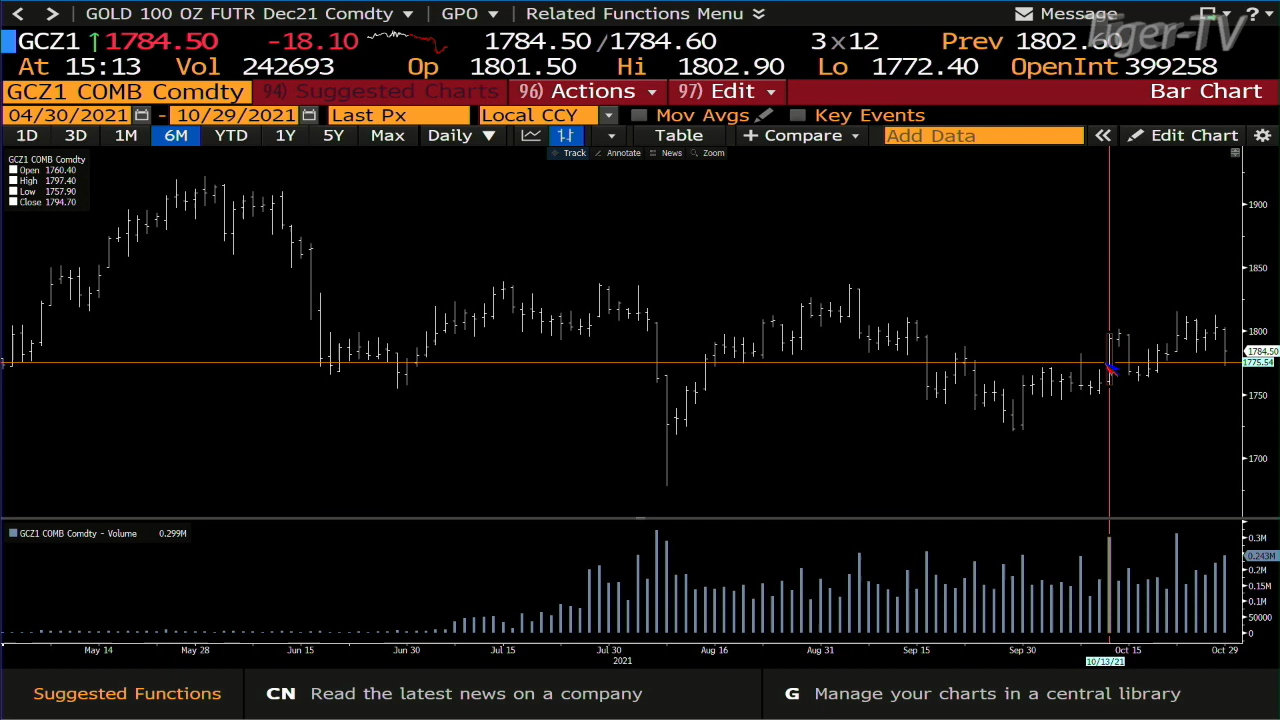 < > GOLD 100 OZ FUTR Dec21 Comdty GPO Related Functions Menu Message ?
GCZ1 ↑1784.50 -18.10 1784.50/1784.60 3x12 Prev 1802.60
Tiger-TV
At 15:13 Vol 242693 Op 1801.50 Hi 1802.90 Lo 1772.40 OpenInt 399258
GCZ1 COMB Comdty 94) Suggested Charts 96) Actions 97) Edit Bar Chart
04/30/2021 - 10/29/2021 Last Px Local CCY Mov Avgs Key Events
1D 3D 1M 6M YTD 1Y 5Y Max Daily ▼ Table + Compare Add Data « Edit Chart
Track Annotate News Zoom
GCZ1 COMB Comdty
Open 1760.40
High 1797.40
Low 1757.90
Close 1794.70
1900
1850
1800
1784.50
1775.54
1750
1700
GCZ1 COMB Comdty - Volume 0.299M
0.3M
0.243M
0.2M
0.15M
0.1M
50000
0
May 14 May 28 Jun 15 Jun 30 Jul 15 Jul 30 Aug 16 Aug 31 Sep 15 Sep 30 Oct 15 Oct 29
2021 10/13/21
Suggested Functions CN Read the latest news on a company G Manage your charts in a central library